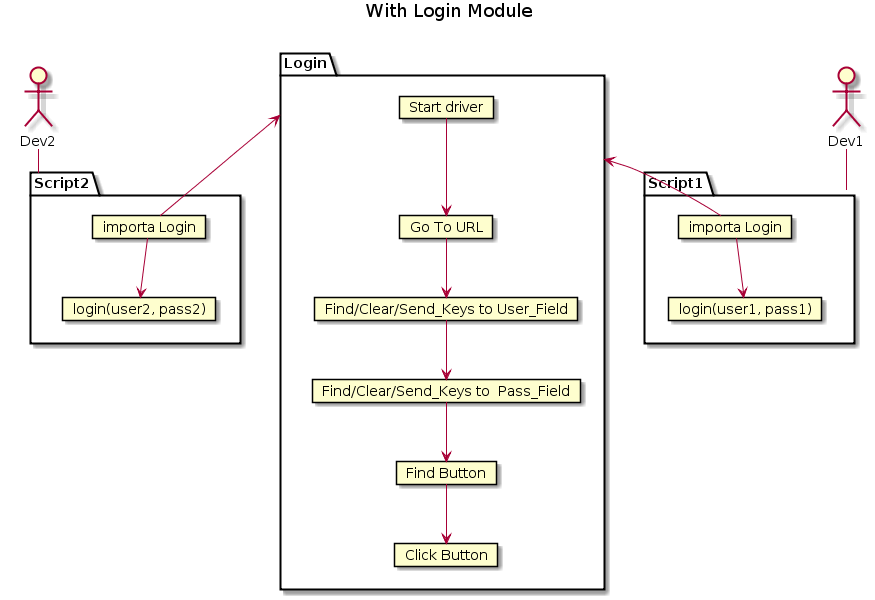 With Login Module
Login
Start driver
Dev2
Dev1
Script2
Script1
importa Login
Go To URL
importa Login
login(user2, pass2)
Find/Clear/Send_Keys to User_Field
login(user1, pass1)
Find/Clear/Send_Keys to  Pass_Field
Find Button
Click Button